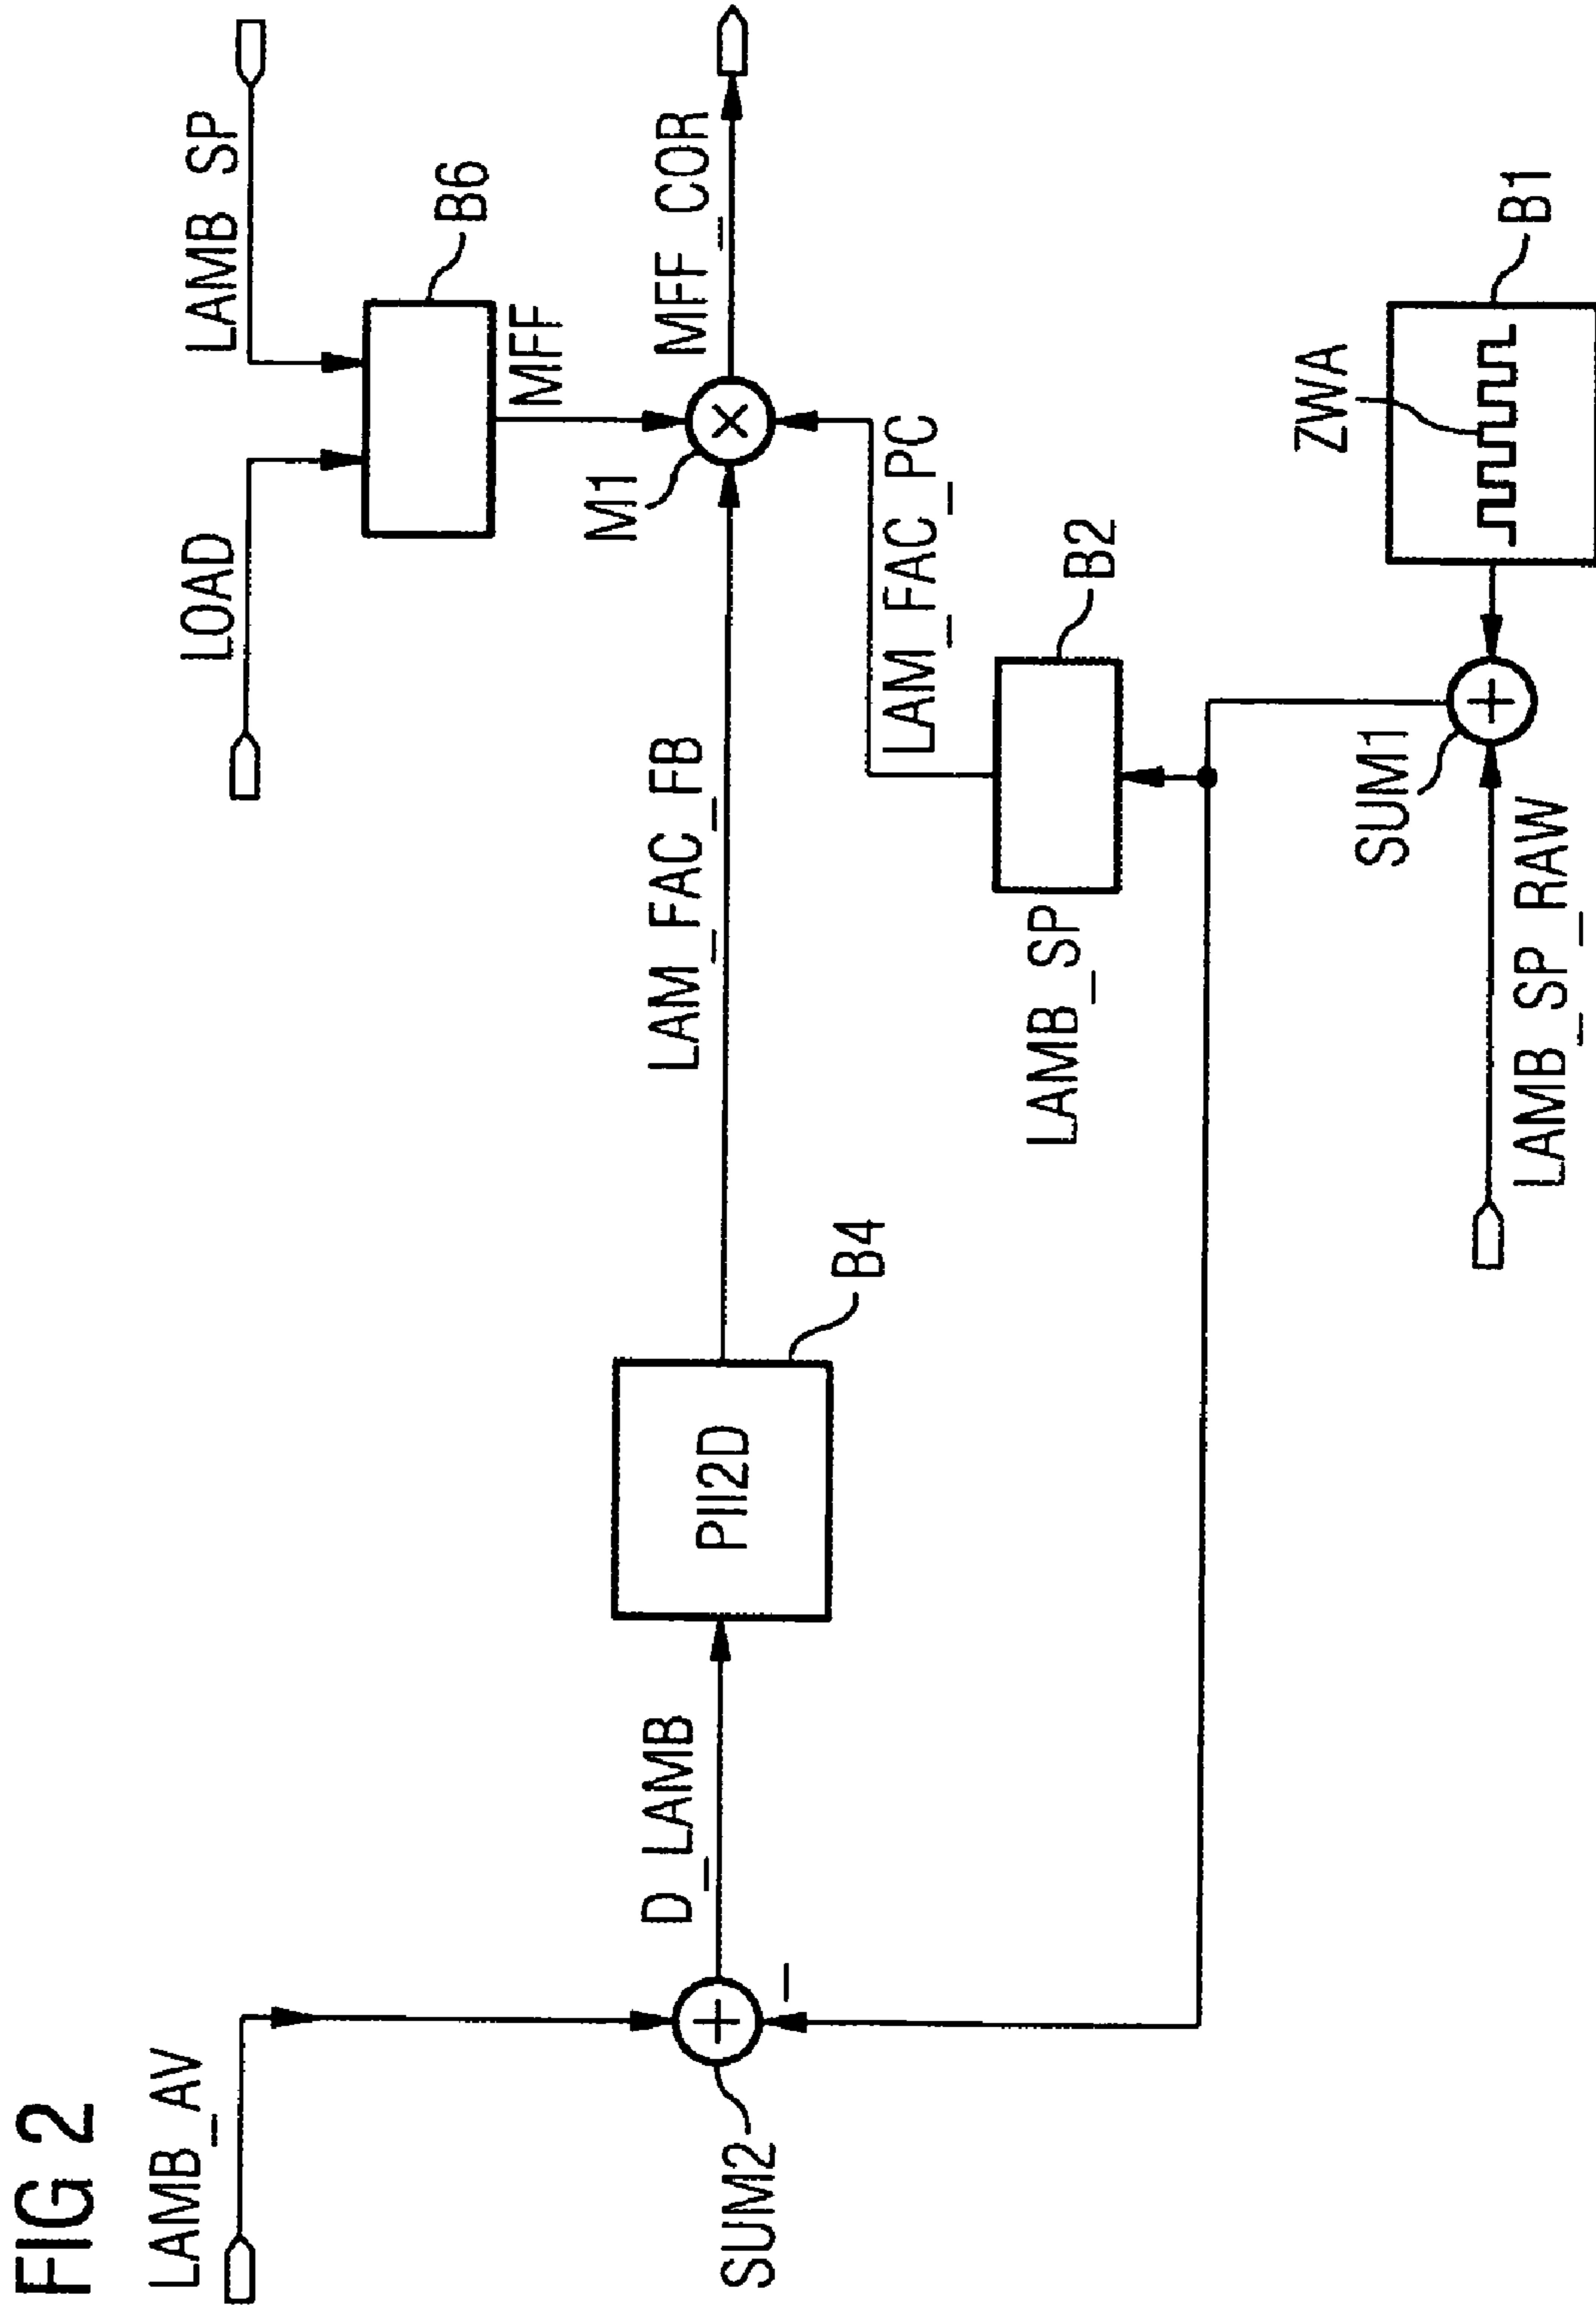 FIG 2
LAMB_AV
LOAD
LAMB_SP
B6
MFF
M1
MFF_COR
D_LAMB
PII2D
LAM_FAC_FB
B4
SUM2
–
LAM_FAC_PC
B2
LAMB_SP
ZWA
B1
SUM1
LAMB_SP_RAW